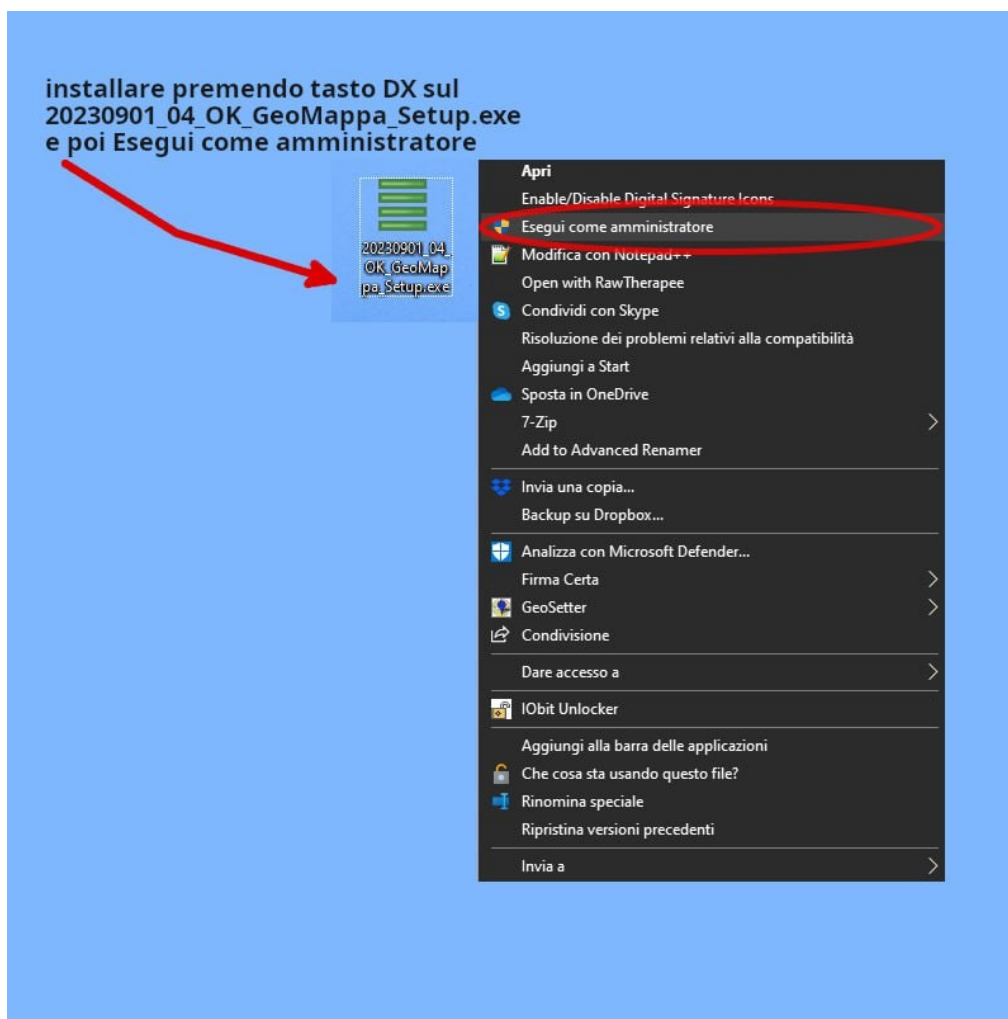 installare premendo tasto DX sul
20230901_04_OK_GeoMappa_Setup.exe
e poi Esegui come amministratore
20230901_04_
OK_GeoMap
pa_Setup.exe
Apri
Enable/Disable Digital Signature Icons
Esegui come amministratore
Modifica con Notepad++
Open with RawTherapee
Condividi con Skype
Risoluzione dei problemi relativi alla compatibilità
Aggiungi a Start
Sposta in OneDrive
7-Zip
Add to Advanced Renamer
Invia una copia...
Backup su Dropbox...
Analizza con Microsoft Defender...
Firma Certa
GeoSetter
Condivisione
Dare accesso a
IObit Unlocker
Aggiungi alla barra delle applicazioni
Che cosa sta usando questo file?
Rinomina speciale
Ripristina versioni precedenti
Invia a